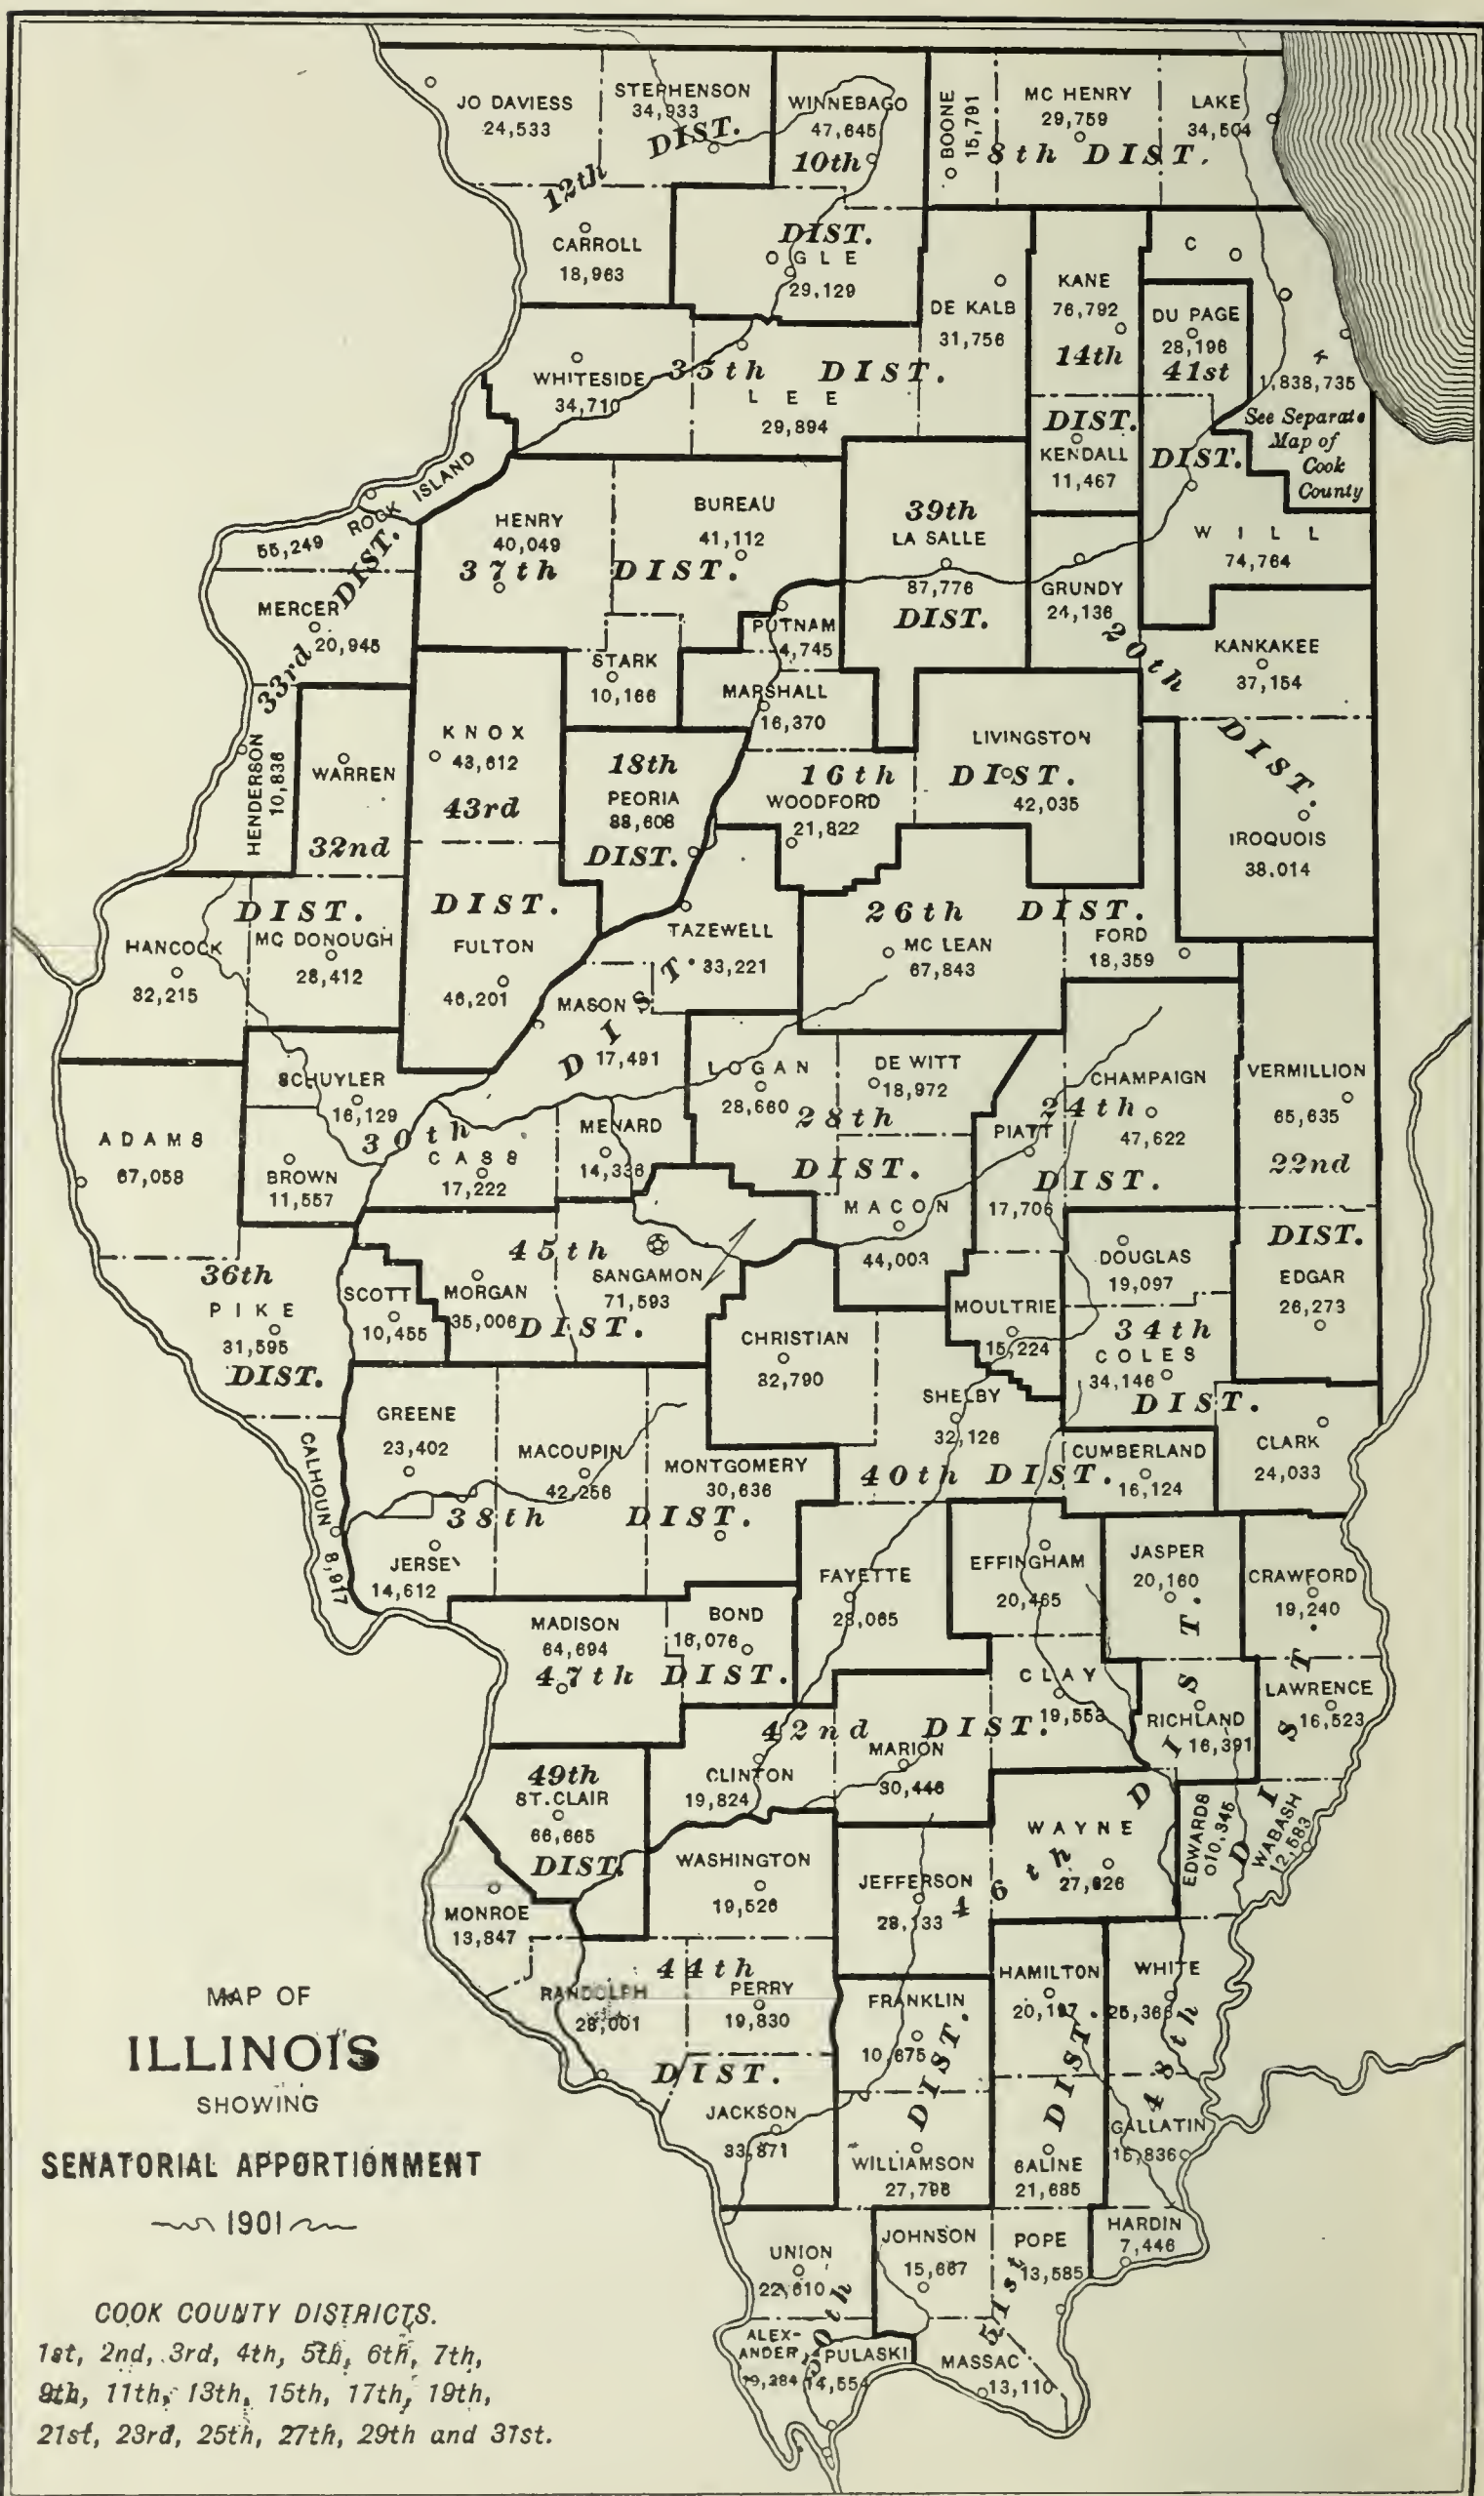 JO DAVIESS
24,533
STEPHENSON
34,933
DIST.
WINNEBAGO
47,645
10th
BOONE
15,791
MC HENRY
29,759
8th DIST.
LAKE
34,504
12th
CARROLL
18,963
DIST.
OGLE
29,129
DE KALB
31,756
KANE
76,792
14th
C
DU PAGE
28,196
41st
1,838,735
See Separate
Map of
Cook
County
WHITESIDE
34,710
35th DIST.
LEE
29,894
DIST.
KENDALL
11,467
DIST.
ROCK ISLAND
55,249
DIST.
HENRY
40,049
37th DIST.
BUREAU
41,112
39th
LA SALLE
87,776
DIST.
WILL
74,764
GRUNDY
24,136
20th
MERCER
20,945
33rd
PUTNAM
4,745
STARK
10,166
MARSHALL
16,370
KANKAKEE
37,154
DIST.
HENDERSON
10,836
WARREN
32nd
KNOX
43,612
43rd
18th
PEORIA
88,608
DIST.
16th DIST.
WOODFORD
21,822
LIVINGSTON
42,035
IROQUOIS
38.014
HANCOCK
32,215
DIST.
MC DONOUGH
28,412
DIST.
FULTON
46,201
TAZEWELL
33,221
26th DIST.
MC LEAN
67,843
FORD
18,359
MASON
17,491
DIST.
SCHUYLER
16,129
30th
LOGAN
28,660
28th
DE WITT
18,972
CHAMPAIGN
24th
47,622
VERMILLION
65,635
22nd
ADAMS
67,058
BROWN
11,557
CASS
17,222
MENARD
14,336
DIST.
MACON
44,003
PIATT
DIST.
17,706
DIST.
36th
PIKE
31,595
DIST.
SCOTT
10,455
45th
MORGAN
35,006
DIST.
SANGAMON
71,593
CHRISTIAN
32,790
MOULTRIE
15,224
DOUGLAS
19,097
34th
COLES
34,146
DIST.
EDGAR
26,273
CALHOUN
8,917
GREENE
23,402
MACOUPIN
42,256
MONTGOMERY
30,636
38th DIST.
JERSEY
14,612
SHELBY
32,126
40th DIST.
CUMBERLAND
16,124
CLARK
24,033
FAYETTE
28,065
EFFINGHAM
20,465
JASPER
20,160
CRAWFORD
19,240
MADISON
64,694
47th DIST.
BOND
16,076
CLAY
19,553
RICHLAND
16,391
LAWRENCE
16,523
42nd DIST.
MARION
30,446
CLINTON
19,824
49th
ST. CLAIR
66,665
DIST.
WASHINGTON
19,526
JEFFERSON
28,133
46th
DIST.
WAYNE
27,626
EDWARDS
10,345
WABASH
12,583
DIST.
MONROE
13,847
RANDOLPH
28,001
44th
PERRY
19,830
DIST.
JACKSON
33,871
FRANKLIN
DIST.
WILLIAMSON
27,796
HAMILTON
20,197
DIST.
SALINE
21,685
WHITE
48th
GALLATIN
15,836
HARDIN
7,446
UNION
22,610
50th
JOHNSON
15,667
POPE
13,585
51st
ALEX-
ANDER
19,384
PULASKI
14,554
MASSAC
13,110
MAP OF
ILLINOIS
SHOWING
SENATORIAL APPORTIONMENT
1901
COOK COUNTY DISTRICTS.
1st, 2nd, 3rd, 4th, 5th, 6th, 7th,
9th, 11th, 13th, 15th, 17th, 19th,
21st, 23rd, 25th, 27th, 29th and 31st.